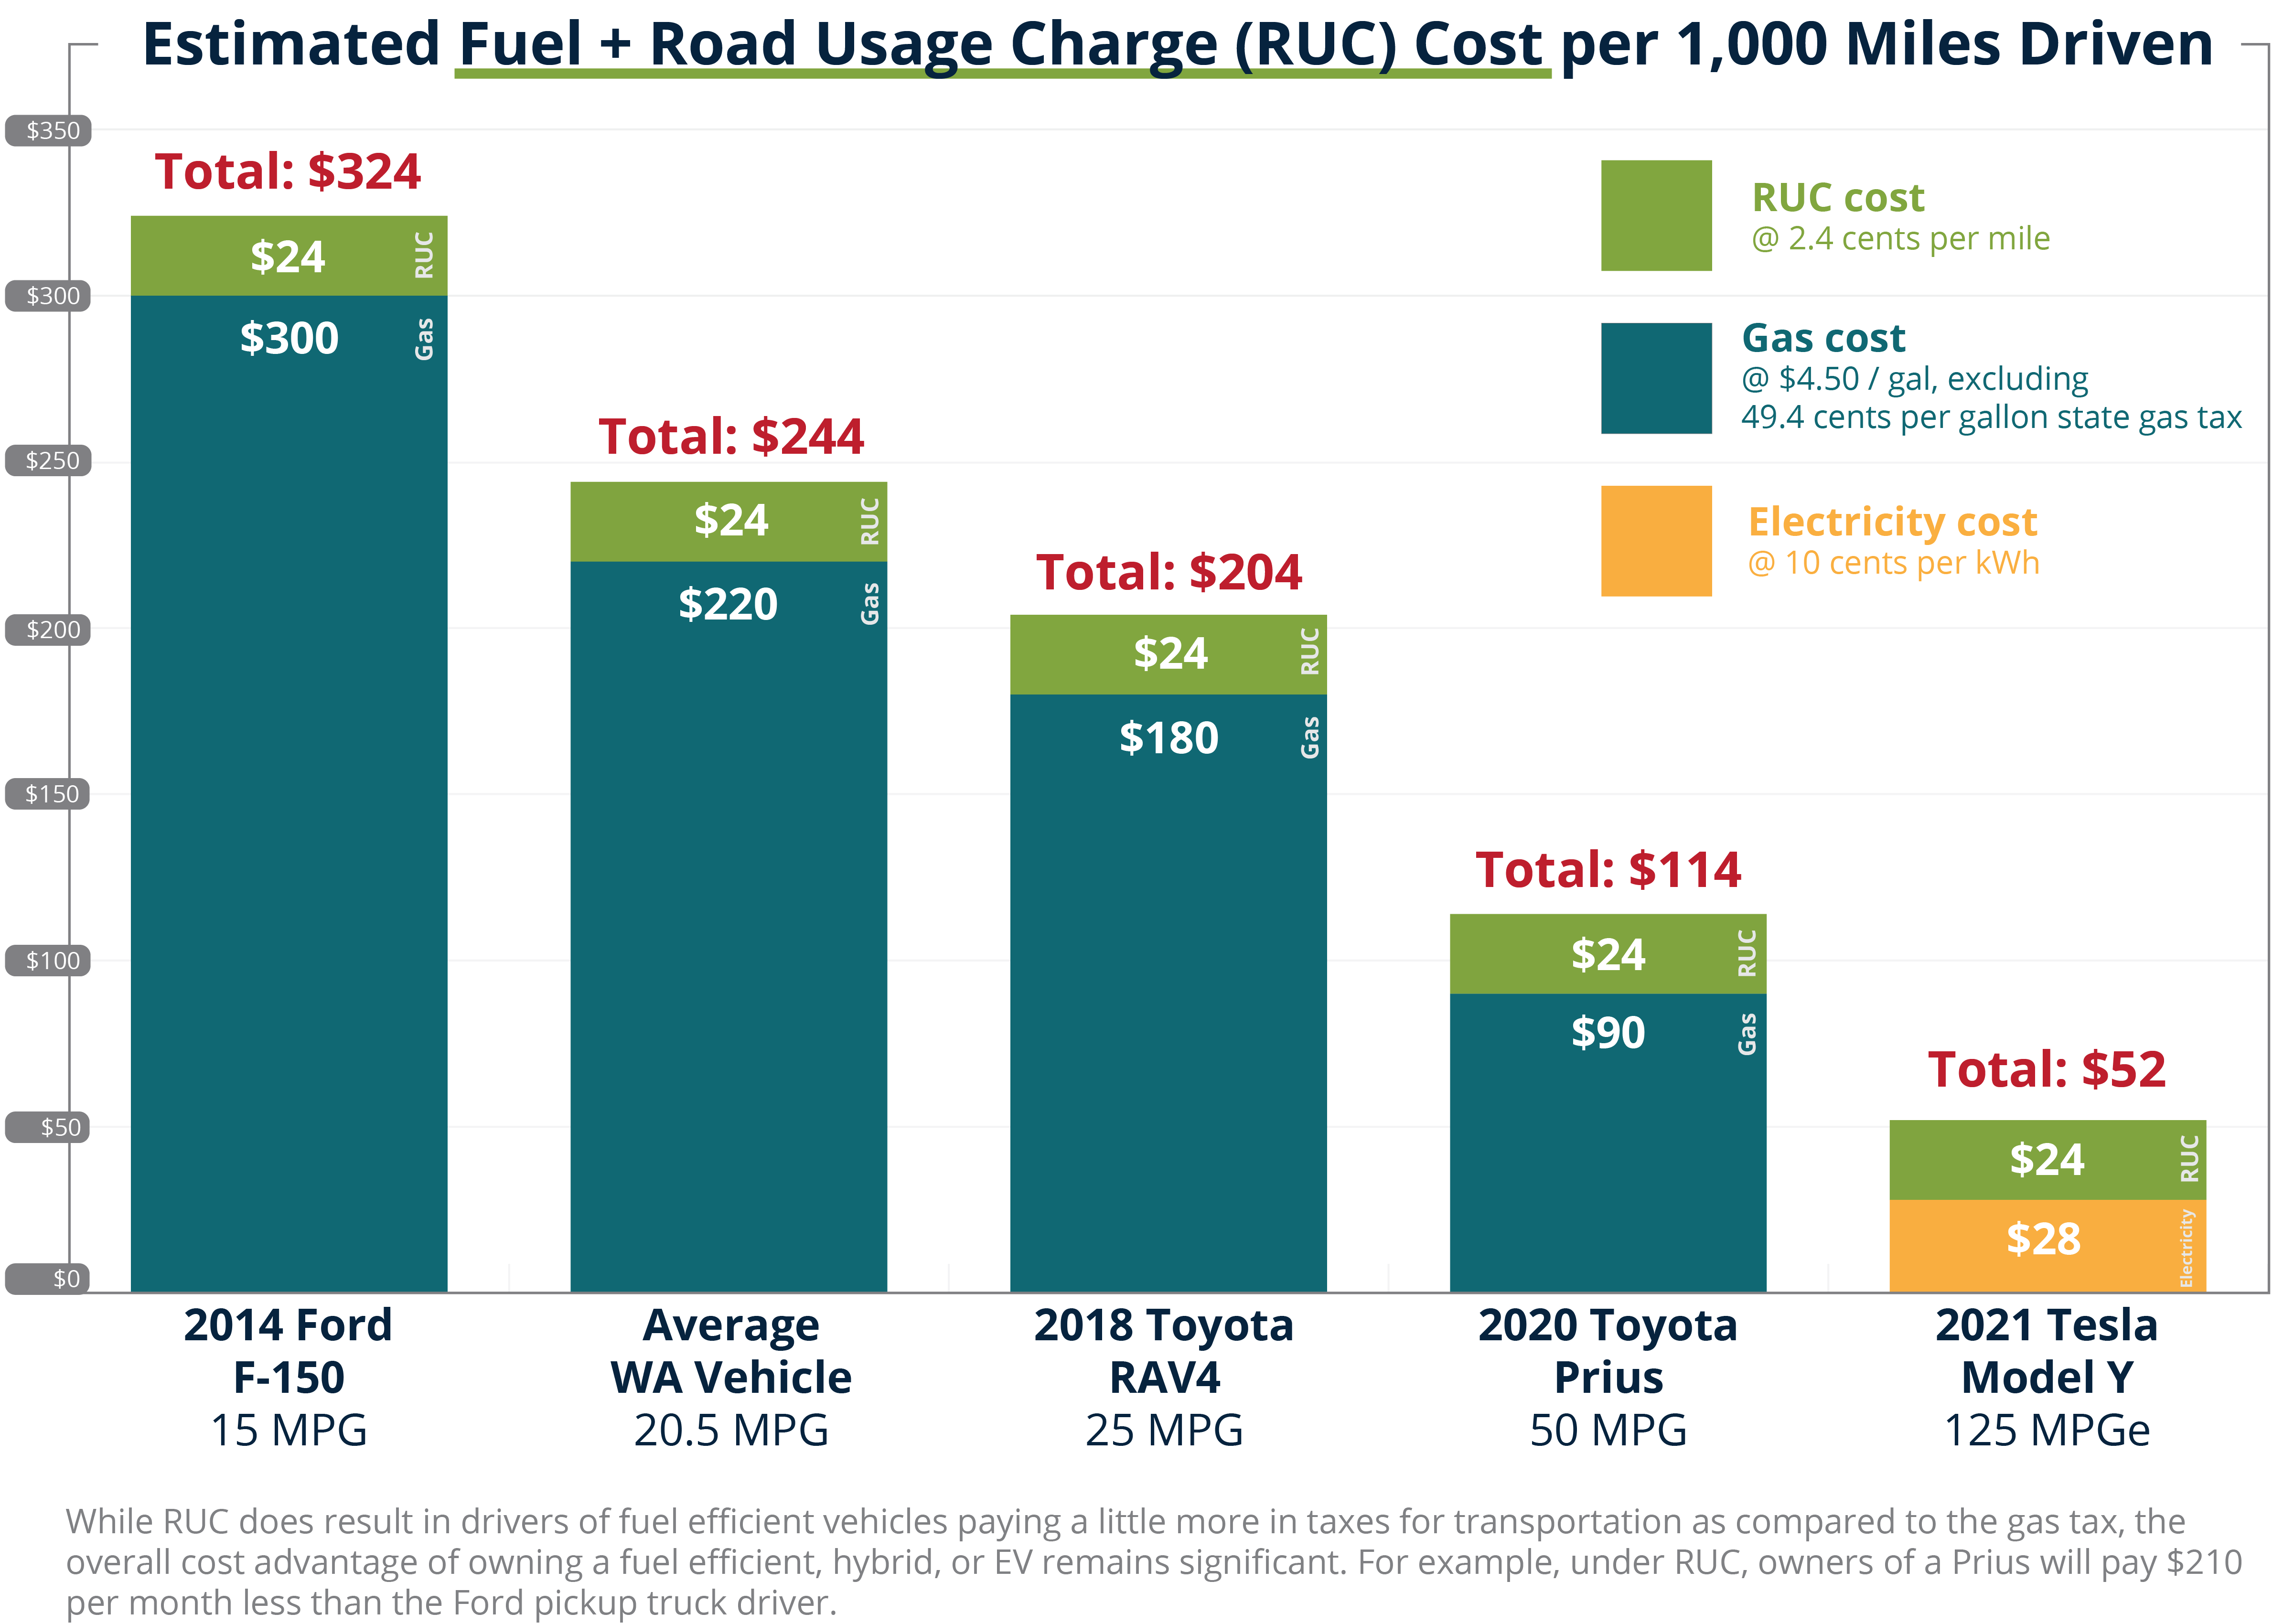 Estimated Fuel + Road Usage Charge (RUC) Cost per 1,000 Miles Driven
$350
$300
$250
$200
$150
$100
$50
$0
Total: $324
$24
RUC
$300
Gas
Total: $244
$24
RUC
$220
Gas
Total: $204
$24
RUC
$180
Gas
Total: $114
$24
RUC
$90
Gas
Total: $52
$24
RUC
$28
Electricity
RUC cost
@ 2.4 cents per mile
Gas cost
@ $4.50 / gal, excluding
49.4 cents per gallon state gas tax
Electricity cost
@ 10 cents per kWh
2014 Ford
F-150
15 MPG
Average
WA Vehicle
20.5 MPG
2018 Toyota
RAV4
25 MPG
2020 Toyota
Prius
50 MPG
2021 Tesla
Model Y
125 MPGe
While RUC does result in drivers of fuel efficient vehicles paying a little more in taxes for transportation as compared to the gas tax, the
overall cost advantage of owning a fuel efficient, hybrid, or EV remains significant. For example, under RUC, owners of a Prius will pay $210
per month less than the Ford pickup truck driver.